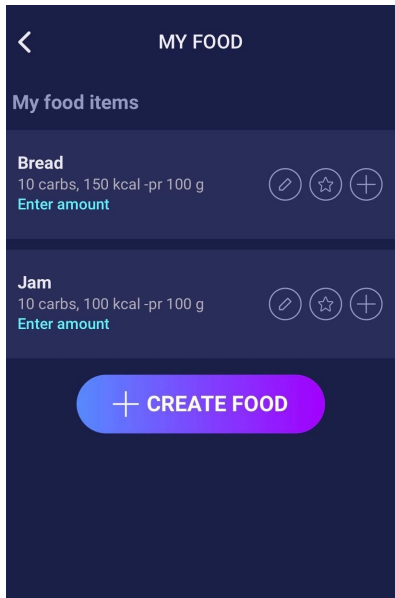 MY FOOD
My food items
Bread
10 carbs, 150 kcal -pr 100 g
Enter amount
Jam
10 carbs, 100 kcal -pr 100 g
Enter amount
CREATE FOOD